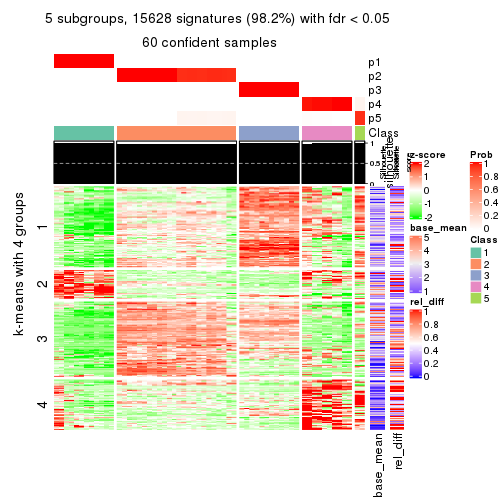 5 subgroups, 15628 signatures (98.2%) with fdr < 0.05
60 confident samples
p1
p2
p3
p4
p5
Class
1
0.5
0
k-means with 4 groups
1
2
3
4
base_mean
rel_diff
z-score
2
1
0
-1
-2
base_mean
5
4
3
2
1
rel_diff
1
0.8
0.6
0.4
0.2
0
Prob
1
0.8
0.6
0.4
0.2
0
Class
1
2
3
4
5